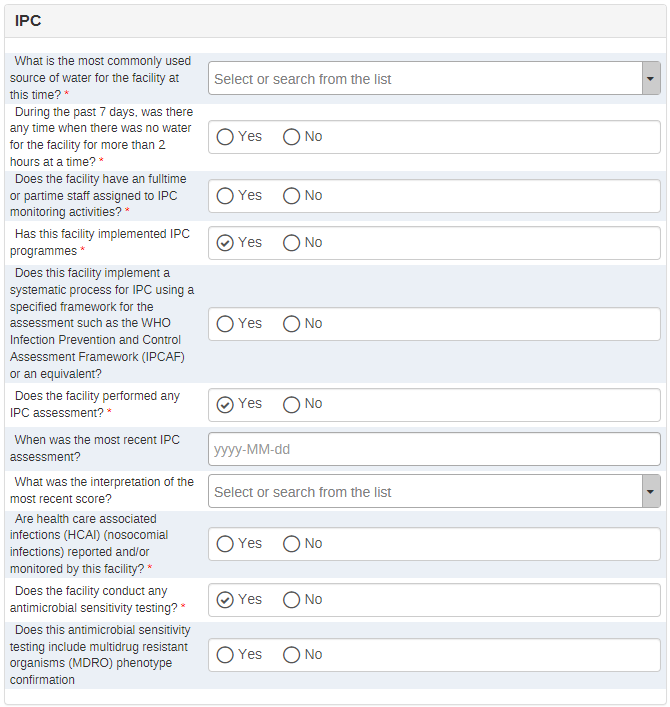 IPC
What is the most commonly used
source of water for the facility at
this time? *
Select or search from the list
During the past 7 days, was there
any time when there was no water
for the facility for more than 2
hours at a time? *
Yes No
Does the facility have an fulltime
or partime staff assigned to IPC
monitoring activities? *
Yes No
Has this facility implemented IPC
programmes *
Yes No
Does this facility implement a
systematic process for IPC using a
specified framework for the
assessment such as the WHO
Infection Prevention and Control
Assessment Framework (IPCAF)
or an equivalent?
Yes No
Does the facility performed any
IPC assessment? *
Yes No
When was the most recent IPC
assessment?
yyyy-MM-dd
What was the interpretation of the
most recent score?
Select or search from the list
Are health care associated
infections (HCAI) (nosocomial
infections) reported and/or
monitored by this facility? *
Yes No
Does the facility conduct any
antimicrobial sensitivity testing? *
Yes No
Does this antimicrobial sensitivity
testing include multidrug resistant
organisms (MDRO) phenotype
confirmation
Yes No